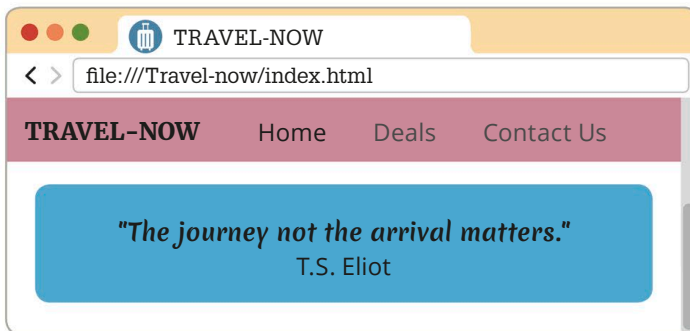 TRAVEL-NOW
file:///Travel-now/index.html
TRAVEL-NOW Home Deals Contact Us
"The journey not the arrival matters."
T.S. Eliot